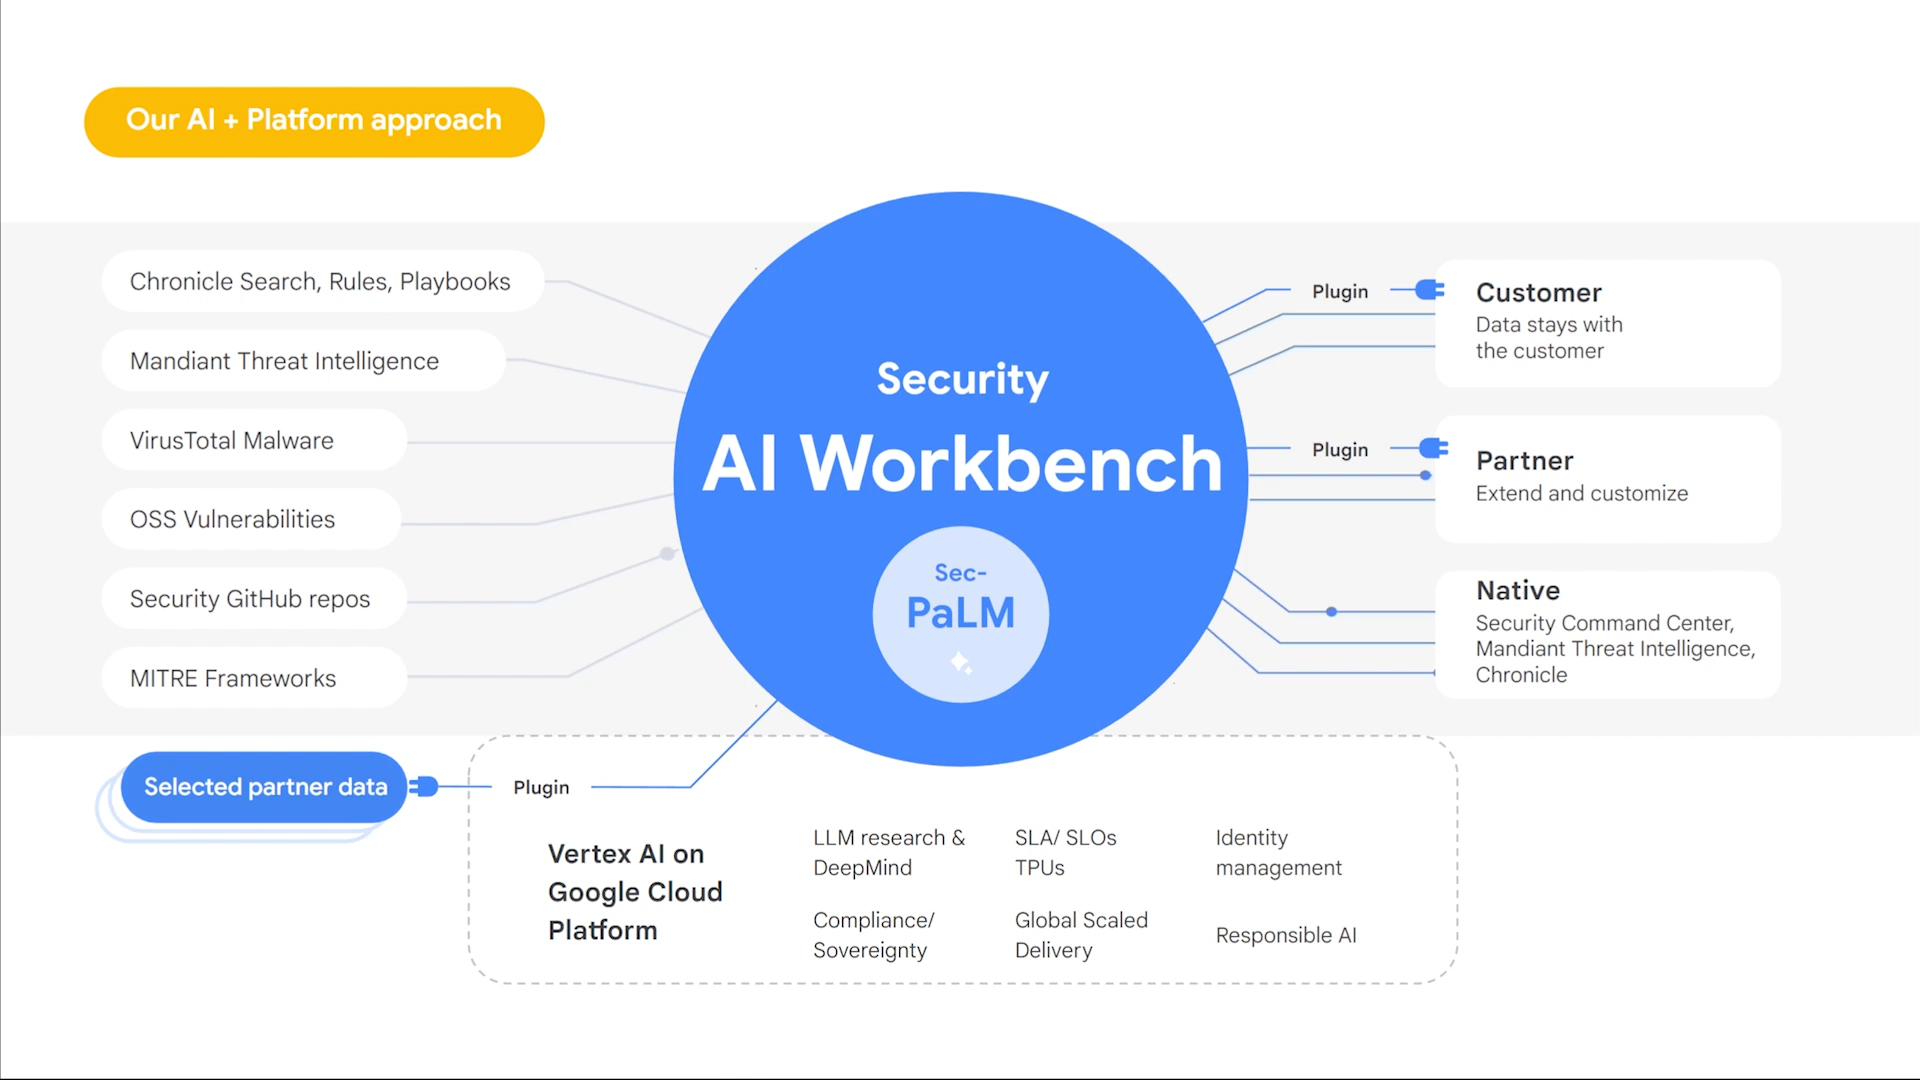 Our AI + Platform approach
Chronicle Search, Rules, Playbooks
Mandiant Threat Intelligence
VirusTotal Malware
OSS Vulnerabilities
Security GitHub repos
MITRE Frameworks
Selected partner data
Plugin
Security
AI Workbench
Sec-
PaLM
Plugin
Customer
Data stays with
the customer
Plugin
Partner
Extend and customize
Native
Security Command Center,
Mandiant Threat Intelligence,
Chronicle
Vertex AI on
Google Cloud
Platform
LLM research &
DeepMind
SLA/ SLOs
TPUs
Identity
management
Compliance/
Sovereignty
Global Scaled
Delivery
Responsible AI